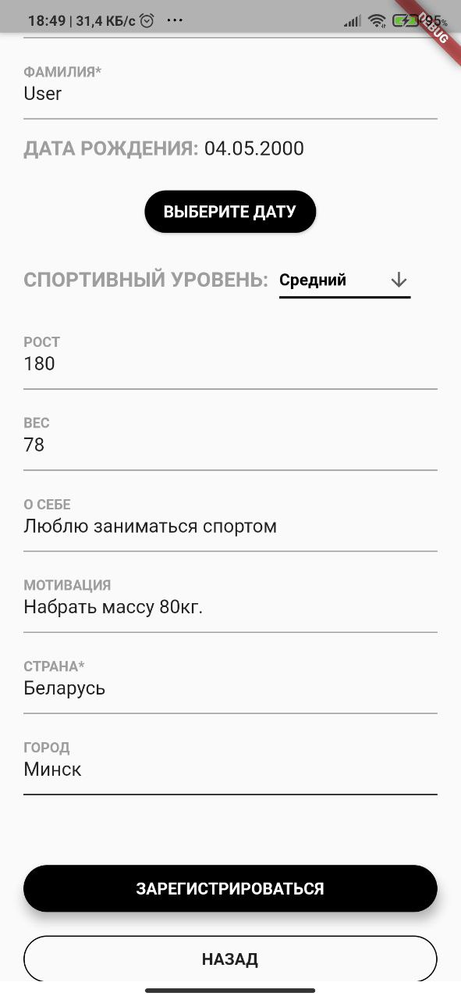 18:49 | 31,4 КБ/с ... 95%
DEBUG
ФАМИЛИЯ*
User
ДАТА РОЖДЕНИЯ: 04.05.2000
ВЫБЕРИТЕ ДАТУ
СПОРТИВНЫЙ УРОВЕНЬ: Средний
РОСТ
180
ВЕС
78
О СЕБЕ
Люблю заниматься спортом
МОТИВАЦИЯ
Набрать массу 80кг.
СТРАНА*
Беларусь
ГОРОД
Минск
ЗАРЕГИСТРИРОВАТЬСЯ
НАЗАД